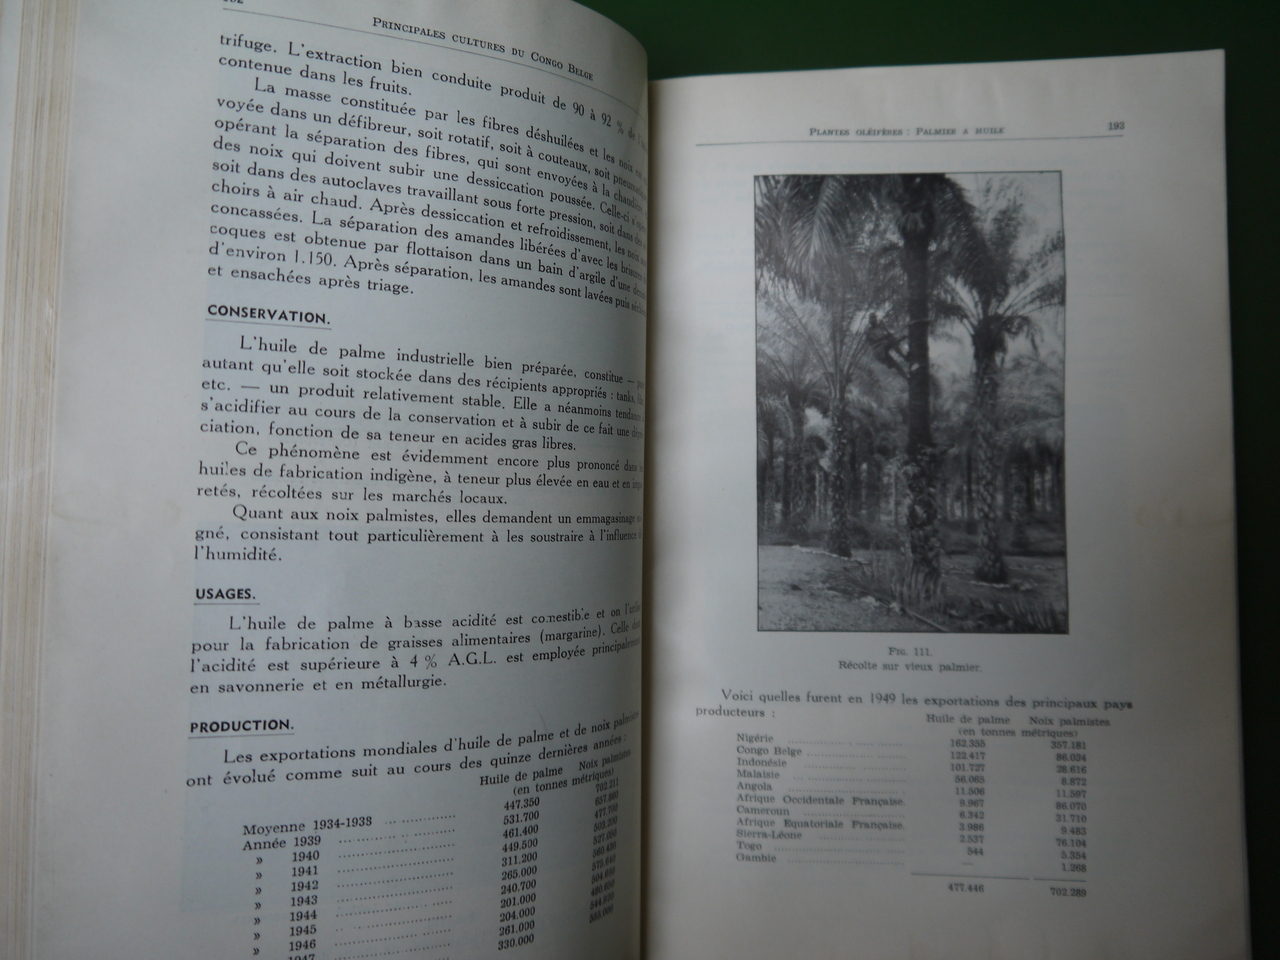 PRINCIPALES CULTURES DU CONGO BELGE
trifuge. L'extraction bien conduite produit de 90 à 92 % de
contenue dans les fruits.
La masse constituée par les fibres déshuilées et les noix est
voyée dans un défibreur, soit rotatif, soit à couteaux, soit
opérant la séparation des fibres, qui sont envoyées à la
des noix qui doivent subir une dessiccation poussée. Celle-ci
soit dans des autoclaves travaillant sous forte pression, soit dans
choirs à air chaud. Après dessiccation et refroidissement, les noix
concassées. La séparation des amandes libérées d'avec les
coques est obtenue par flottaison dans un bain d'argile d'une
d'environ 1.150. Après séparation, les amandes sont lavées puis
et ensachées après triage.
CONSERVATION.
L'huile de palme industrielle bien préparée, constitue —
autant qu'elle soit stockée dans des récipients appropriés : tanks,
etc. — un produit relativement stable. Elle a néanmoins
s'acidifier au cours de la conservation et à subir de ce fait une
ciation, fonction de sa teneur en acides gras libres.
Ce phénomène est évidemment encore plus prononcé
huiles de fabrication indigène, à teneur plus élevée en eau et en
retés, récoltées sur les marchés locaux.
Quant aux noix palmistes, elles demandent un emmagasinage
gné, consistant tout particulièrement à les soustraire à l'influence
l'humidité.
USAGES.
L'huile de palme à basse acidité est comestible et on
pour la fabrication de graisses alimentaires (margarine). Celle
l'acidité est supérieure à 4 % A.G.L. est employée
en savonnerie et en métallurgie.
PRODUCTION.
Les exportations mondiales d'huile de palme et de noix
ont évolué comme suit au cours des quinze dernières années :
Huile de palme Noix palmistes
(en tonnes métriques)
Moyenne 1934-1938 447.350 702.211
Année 1939 531.700
» 1940 461.400
» 1941 449.500
» 1942 311.200
» 1943 265.000
» 1944 240.700
» 1945 201.000
» 1946 204.000
1947 261.000
330.000
PLANTES OLÉIFÈRES : PALMIER A HUILE 193
FIG. 111.
Récolte sur vieux palmier.
Voici quelles furent en 1949 les exportations des principaux pays
producteurs :
Huile de palme Noix palmistes
(en tonnes métriques)
Nigérie 162.355 357.181
Congo Belge 122.417 86.034
Indonésie 101.727 28.616
Malaisie 56.065 8.872
Angola 11.506 11.597
Afrique Occidentale Française 9.967 86.070
Cameroun 6.342 31.710
Afrique Equatoriale Française 3.986 9.483
Sierra-Léone 2.537 76.104
Togo 544 5.354
Gambie — 1.268
477.446 702.289